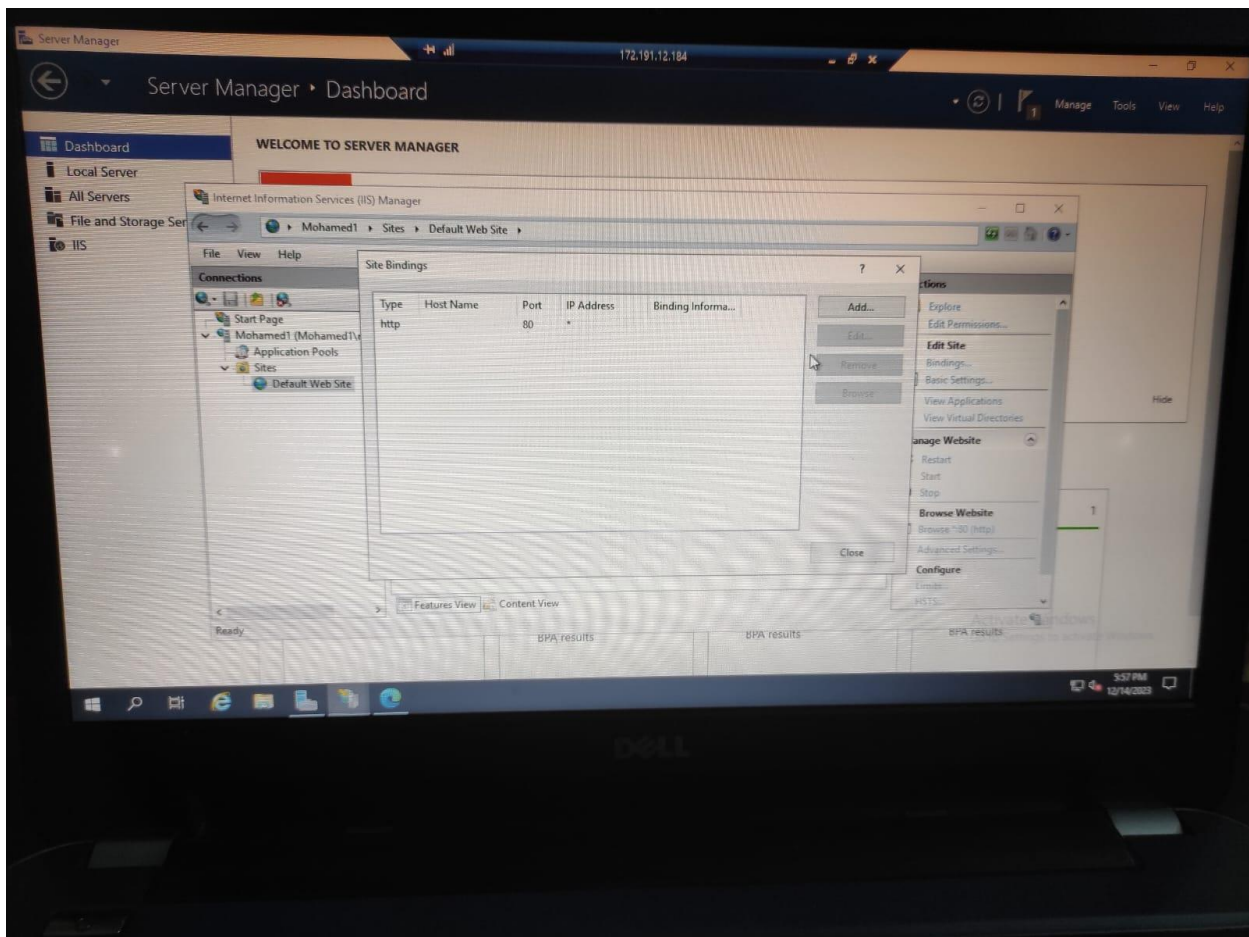 Server Manager
172.191.12.184
Server Manager • Dashboard
1
Manage Tools View Help
Dashboard
Local Server
All Servers
File and Storage Ser
IIS
WELCOME TO SERVER MANAGER
Internet Information Services (IIS) Manager
Mohamed1 Sites Default Web Site
File View Help
Connections
Start Page
Mohamed1 (Mohamed1\
Application Pools
Sites
Default Web Site
Site Bindings
? 
Type Host Name Port IP Address Binding Informa...
http 80 *
Add...
Edit...
Remove
Browse
Close
ctions
Explore
Edit Permissions...
Edit Site
Bindings...
Basic Settings...
View Applications
View Virtual Directories
anage Website
Restart
Start
Stop
Browse Website
Browse *:80 (http)
Advanced Settings...
Configure
Limits...
HSTS...
Hide
1
Features View Content View
Ready
Activate Windows
BPA results
BPA results
BPA results
5:57 PM
12/14/2023
DELL